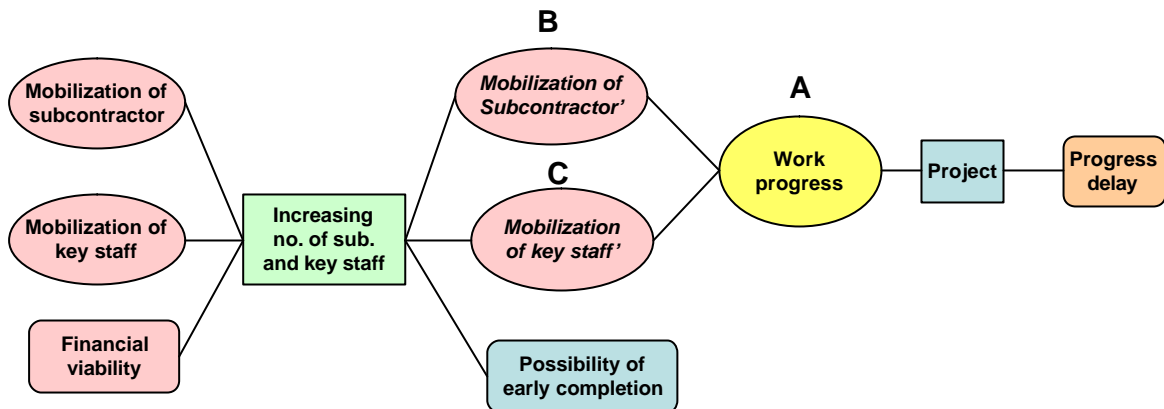 B
A
C
Mobilization of
subcontractor
Mobilization of
key staff
Financial
viability
Increasing
no. of sub.
and key staff
Mobilization of
Subcontractor’
Mobilization
of key staff’
Possibility of
early completion
Work
progress
Project
Progress
delay